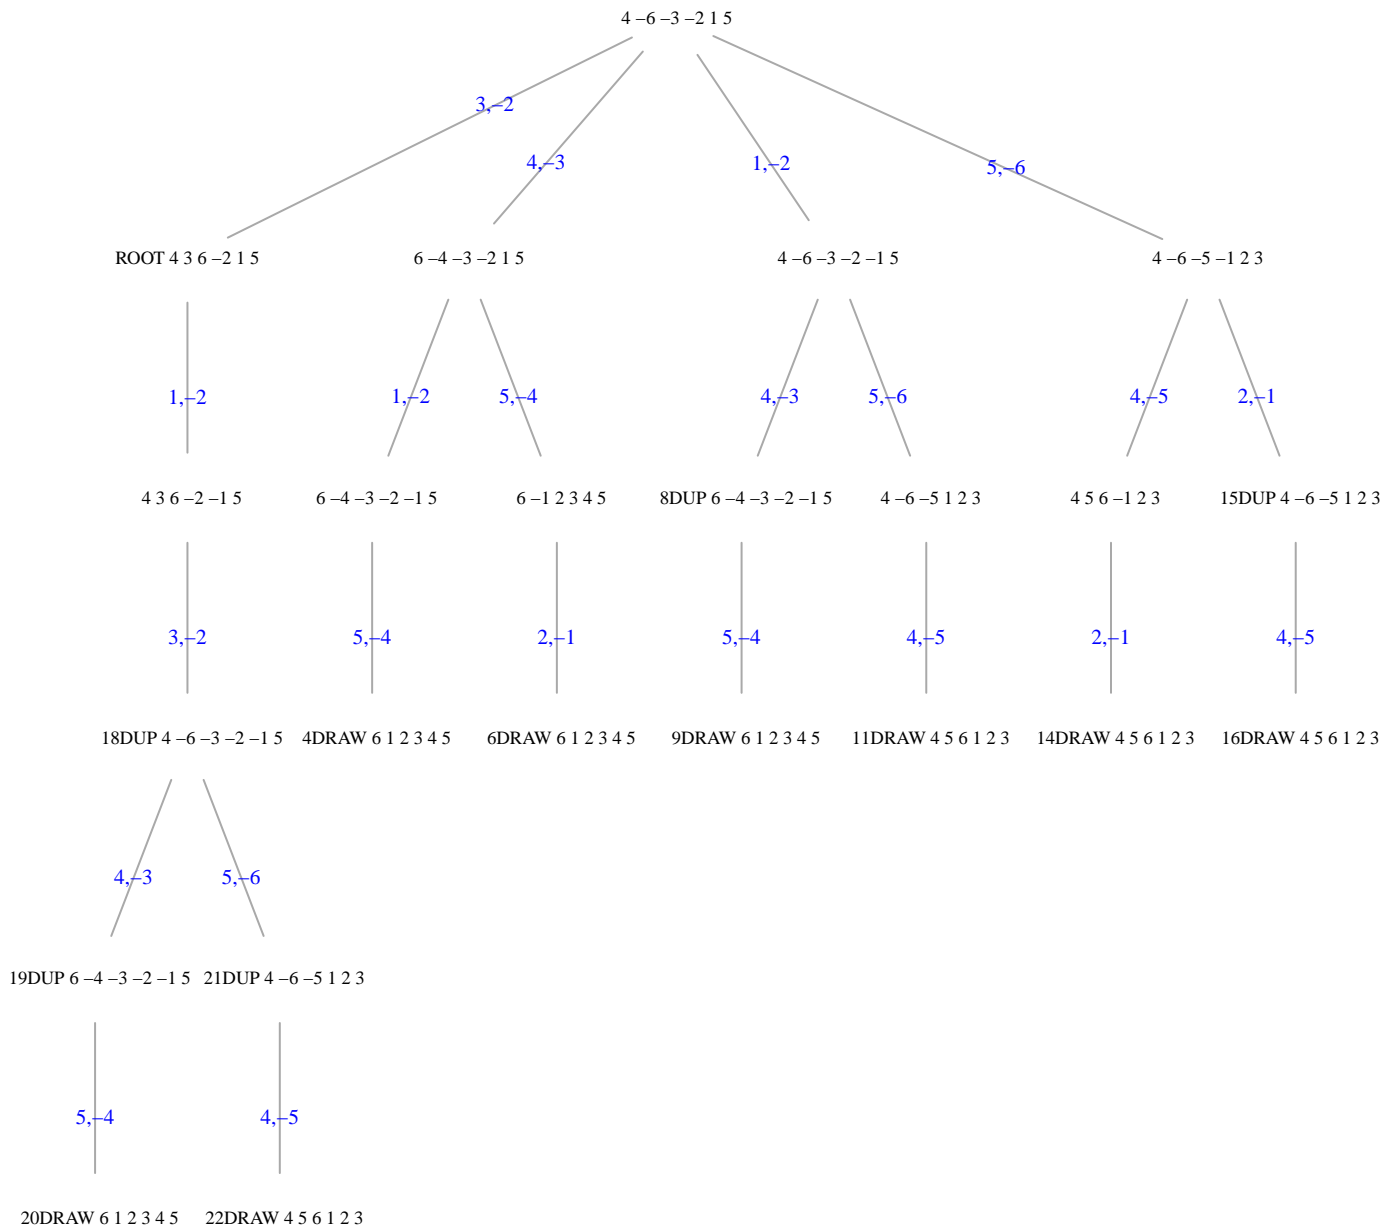 4 –6 –3 –2 1 5
3,–2
4,–3
1,–2
5,–6
ROOT 4 3 6 –2 1 5
6 –4 –3 –2 1 5
4 –6 –3 –2 –1 5
4 –6 –5 –1 2 3
1,–2
1,–2
5,–4
4,–3
5,–6
4,–5
2,–1
4 3 6 –2 –1 5
6 –4 –3 –2 –1 5
6 –1 2 3 4 5
8DUP 6 –4 –3 –2 –1 5
4 –6 –5 1 2 3
4 5 6 –1 2 3
15DUP 4 –6 –5 1 2 3
3,–2
5,–4
2,–1
5,–4
4,–5
2,–1
4,–5
18DUP 4 –6 –3 –2 –1 5
4DRAW 6 1 2 3 4 5
6DRAW 6 1 2 3 4 5
9DRAW 6 1 2 3 4 5
11DRAW 4 5 6 1 2 3
14DRAW 4 5 6 1 2 3
16DRAW 4 5 6 1 2 3
4,–3
5,–6
19DUP 6 –4 –3 –2 –1 5
21DUP 4 –6 –5 1 2 3
5,–4
4,–5
20DRAW 6 1 2 3 4 5
22DRAW 4 5 6 1 2 3